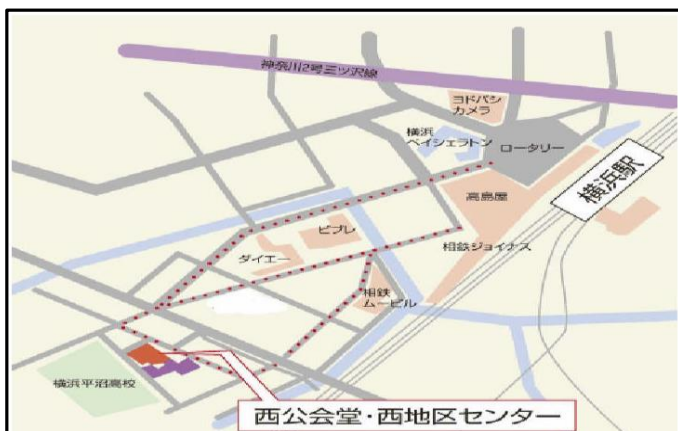 神奈川2号三ツ沢線
ヨドバシ
カメラ
横浜
ベイシェラトン
ロータリー
横浜駅
高島屋
ビブレ
相鉄ジョイナス
ダイエー
相鉄
ムービル
横浜平沼高校
西公会堂・西地区センター